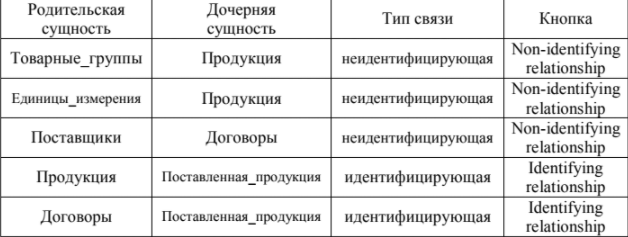 Родительская сущность Дочерняя сущность Тип связи Кнопка
Товарные_группы Продукция неидентифицирующая Non-identifying relationship
Единицы_измерения Продукция неидентифицирующая Non-identifying relationship
Поставщики Договоры неидентифицирующая Non-identifying relationship
Продукция Поставленная_продукция идентифицирующая Identifying relationship
Договоры Поставленная_продукция идентифицирующая Identifying relationship